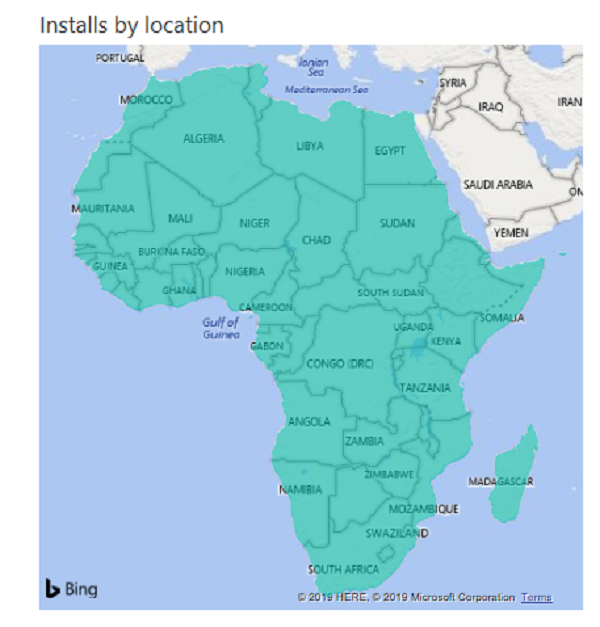 Installs by location
PORTUGAL
Ionian
Sea
Mediterranean Sea
SYRIA
IRAQ
IRAN
MOROCCO
ALGERIA
LIBYA
EGYPT
SAUDI ARABIA
ON
MAURITANIA
MALI
NIGER
CHAD
SUDAN
YEMEN
BURKINA FASO
GUINEA
NIGERIA
GHANA
SOUTH SUDAN
CAMEROON
SOMALIA
Gulf of
Guinea
UGANDA
KENYA
GABON
CONGO (DRC)
TANZANIA
ANGOLA
ZAMBIA
ZIMBABWE
NAMIBIA
MADAGASCAR
MOZAMBIQUE
SWAZILAND
SOUTH AFRICA
Bing
© 2019 HERE, © 2019 Microsoft Corporation Terms